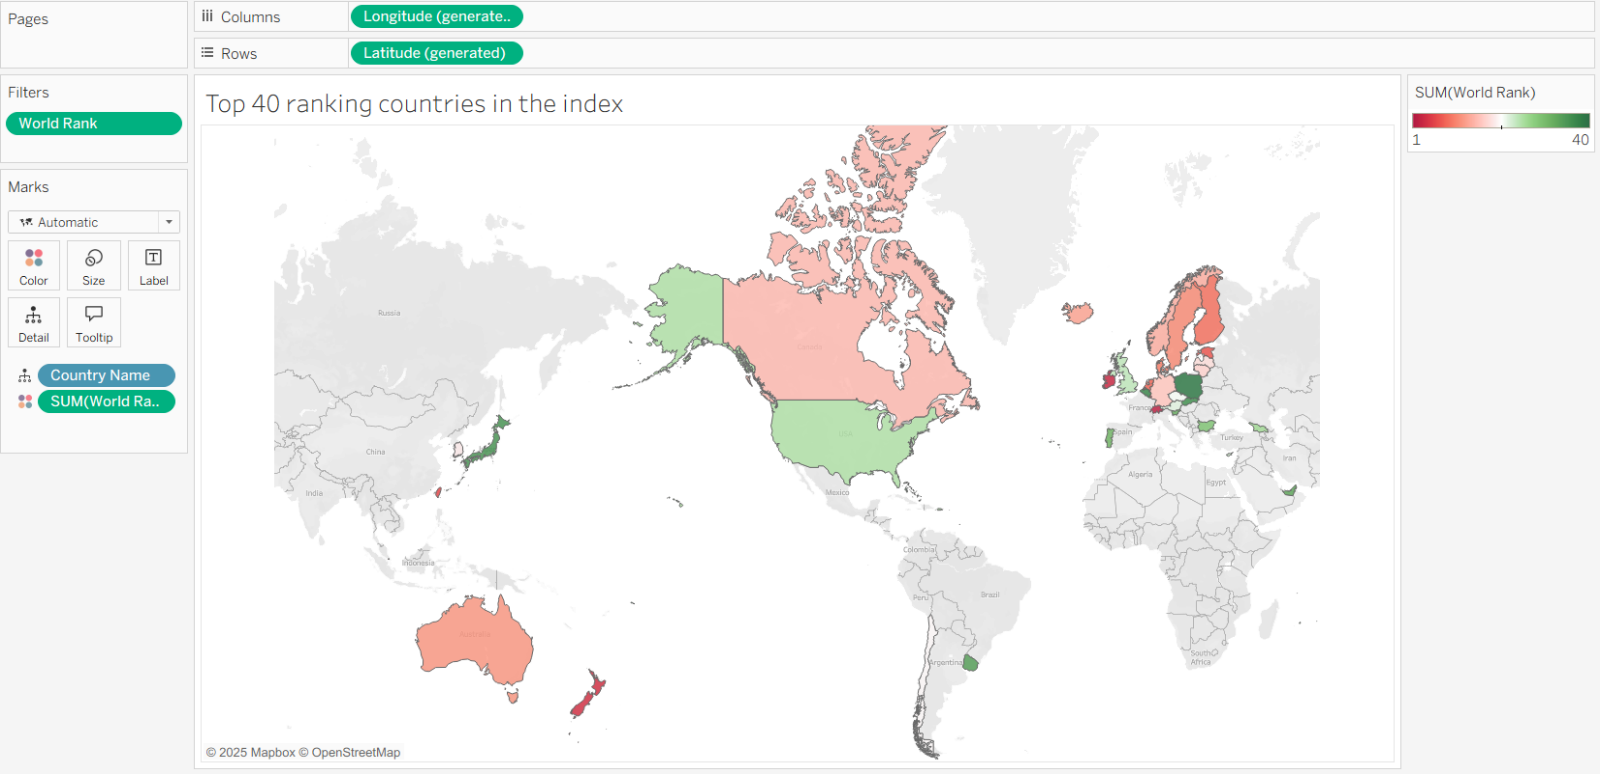 Pages
Columns
Longitude (generate..
Rows
Latitude (generated)
Filters
World Rank
Marks
Automatic
Color
Size
Label
Detail
Tooltip
Country Name
SUM(World Ra..
Top 40 ranking countries in the index
SUM(World Rank)
1
40
Russia
Canada
China
India
Indonesia
USA
Mexico
Colombia
Peru
Brasil
Argentina
Australia
France
Spain
Turkey
Iran
Algeria
Egypt
South
Africa
© 2025 Mapbox © OpenStreetMap